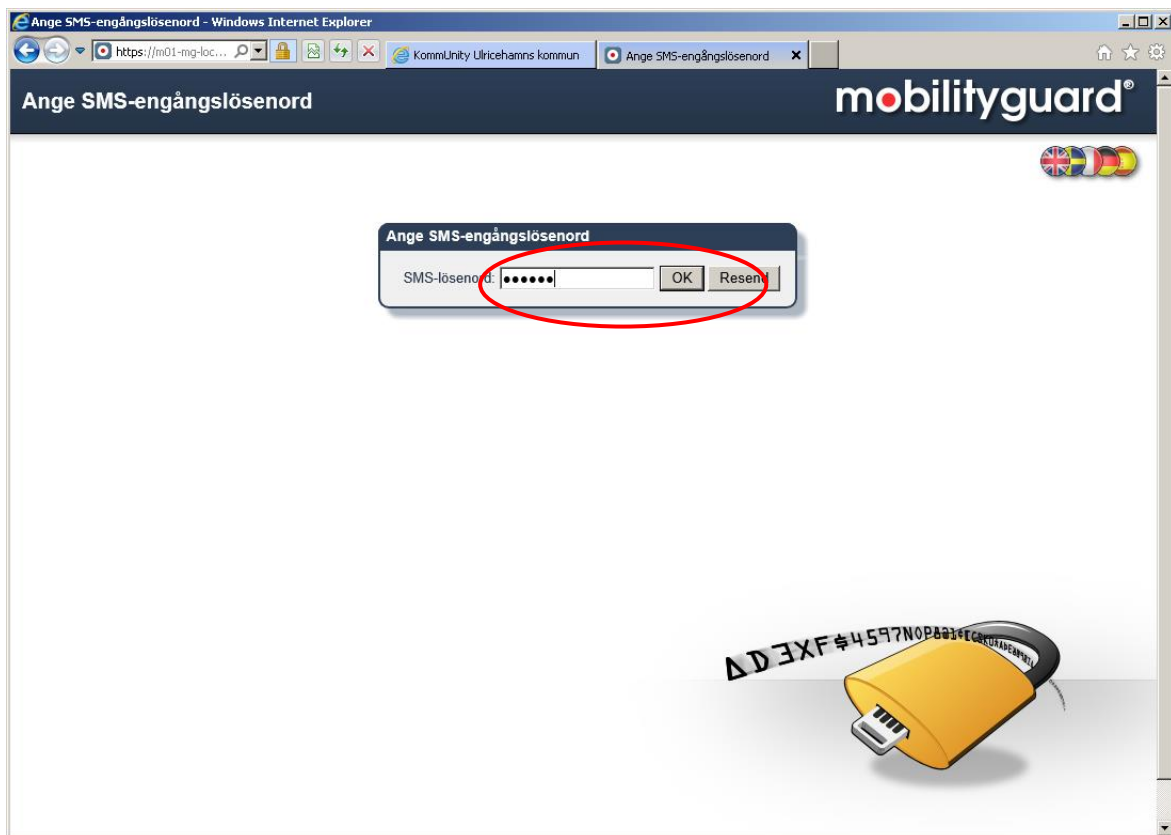 Ange SMS-engångslösenord - Windows Internet Explorer
https://m01-mg-loc... KommUnity Ulricehamns kommun Ange SMS-engångslösenord
Ange SMS-engångslösenord mobilityguard®
Ange SMS-engångslösenord
SMS-lösenord: •••••• OK Resend